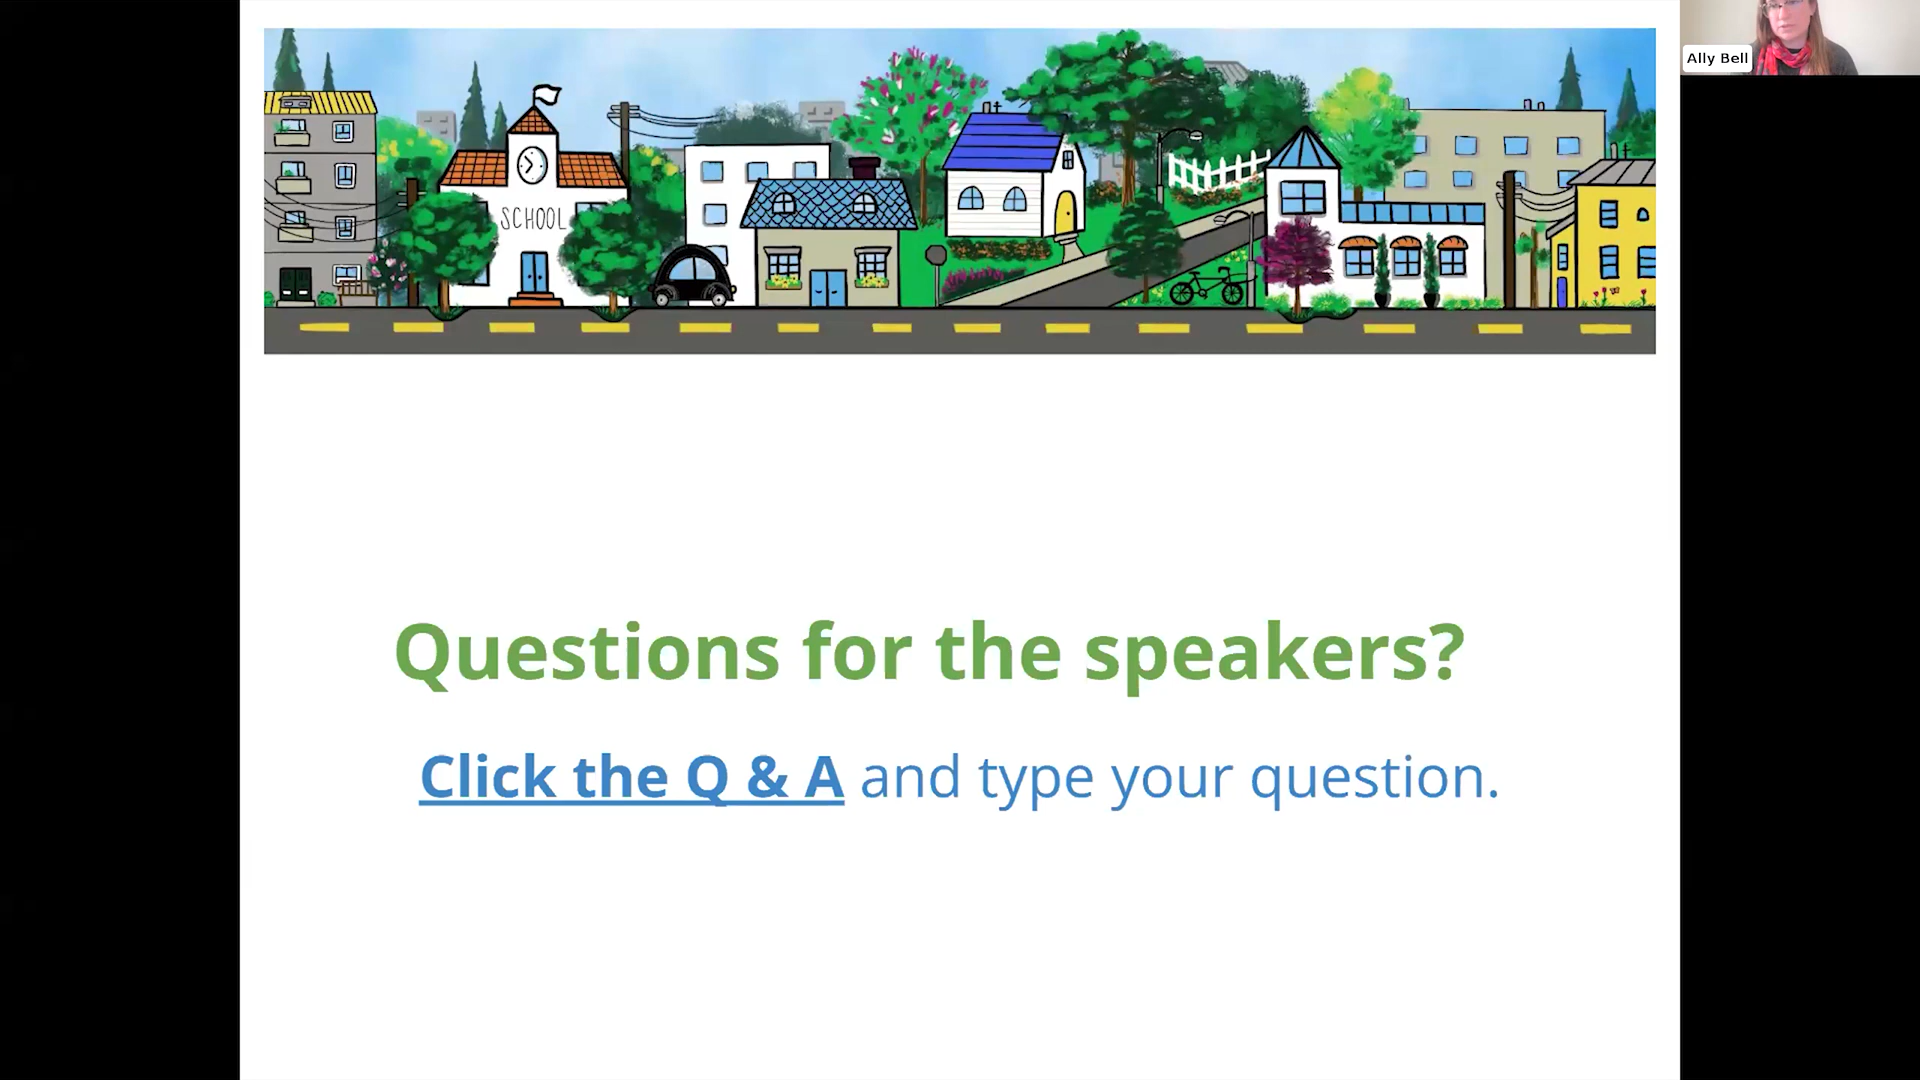 Ally Bell
SCHOOL
Questions for the speakers?
Click the Q & A and type your question.